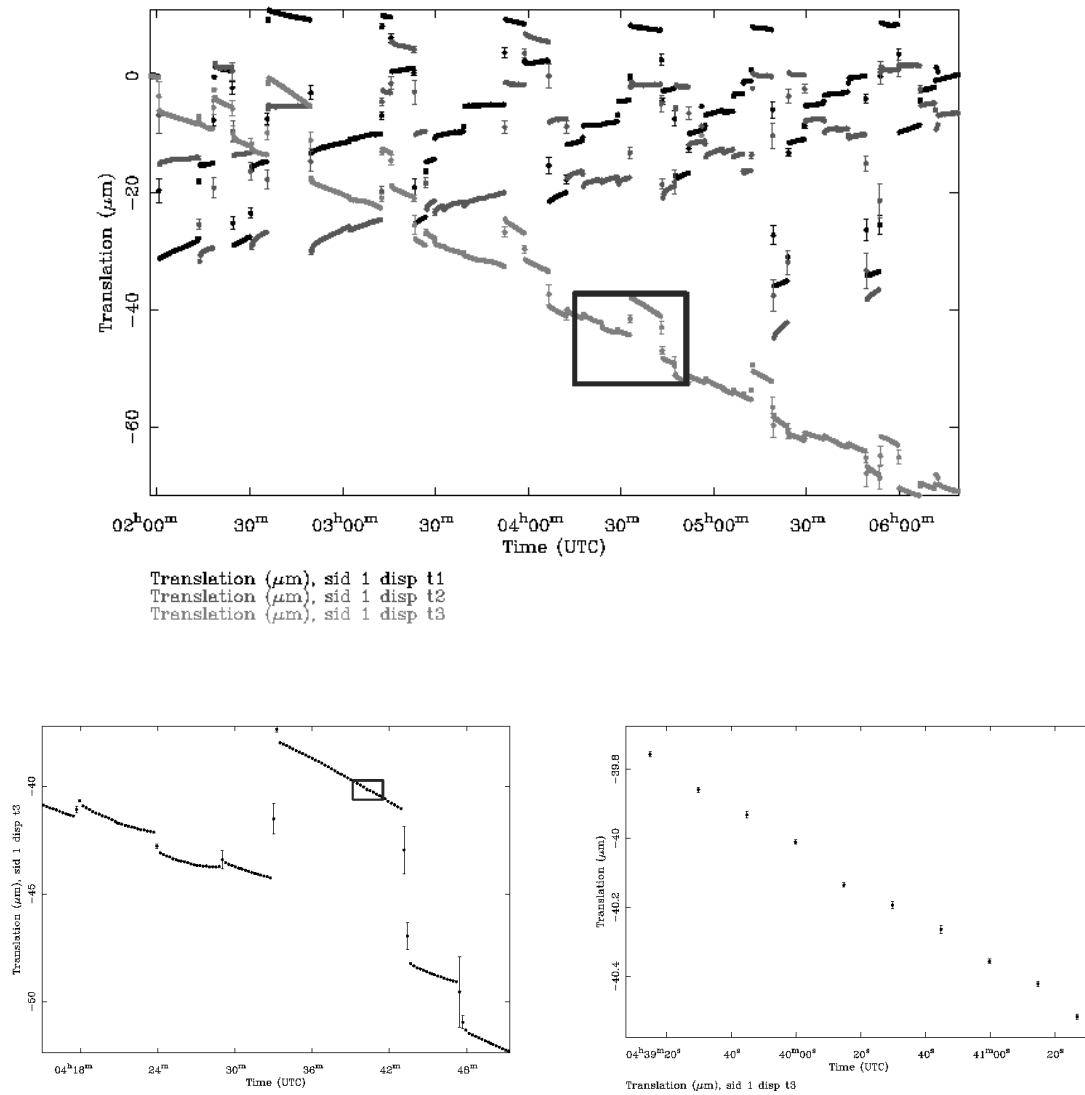 Translation (μm)
0
−20
−40
−60
02ʰ00ᵐ 30ᵐ 03ʰ00ᵐ 30ᵐ 04ʰ00ᵐ 30ᵐ 05ʰ00ᵐ 30ᵐ 06ʰ00ᵐ
Time (UTC)
Translation (μm), sid 1 disp t1
Translation (μm), sid 1 disp t2
Translation (μm), sid 1 disp t3
Translation (μm), sid 1 disp t3
−40
−45
−50
04ʰ18ᵐ 24ᵐ 30ᵐ 36ᵐ 42ᵐ 48ᵐ
Time (UTC)
Translation (μm)
−39.8
−40
−40.2
−40.4
04ʰ39ᵐ20ˢ 40ˢ 40ᵐ00ˢ 20ˢ 40ˢ 41ᵐ00ˢ 20ˢ
Time (UTC)
Translation (μm), sid 1 disp t3